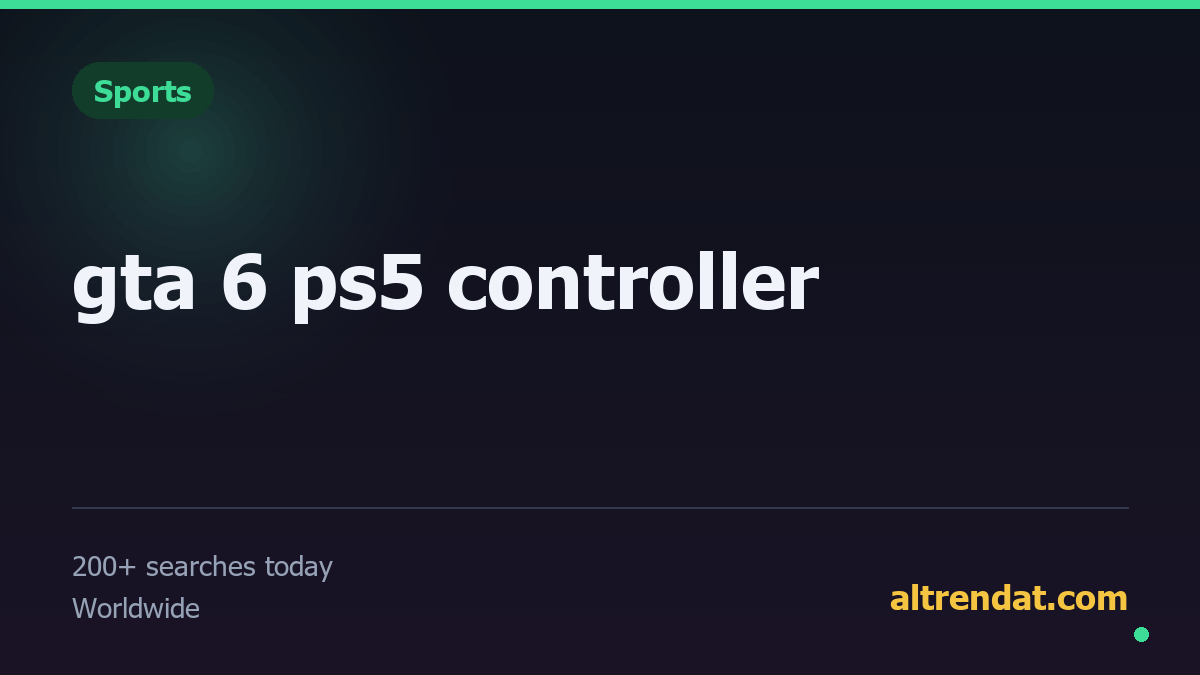 Sports
gta 6 ps5 controller
200+ searches today
Worldwide
altrendat.com